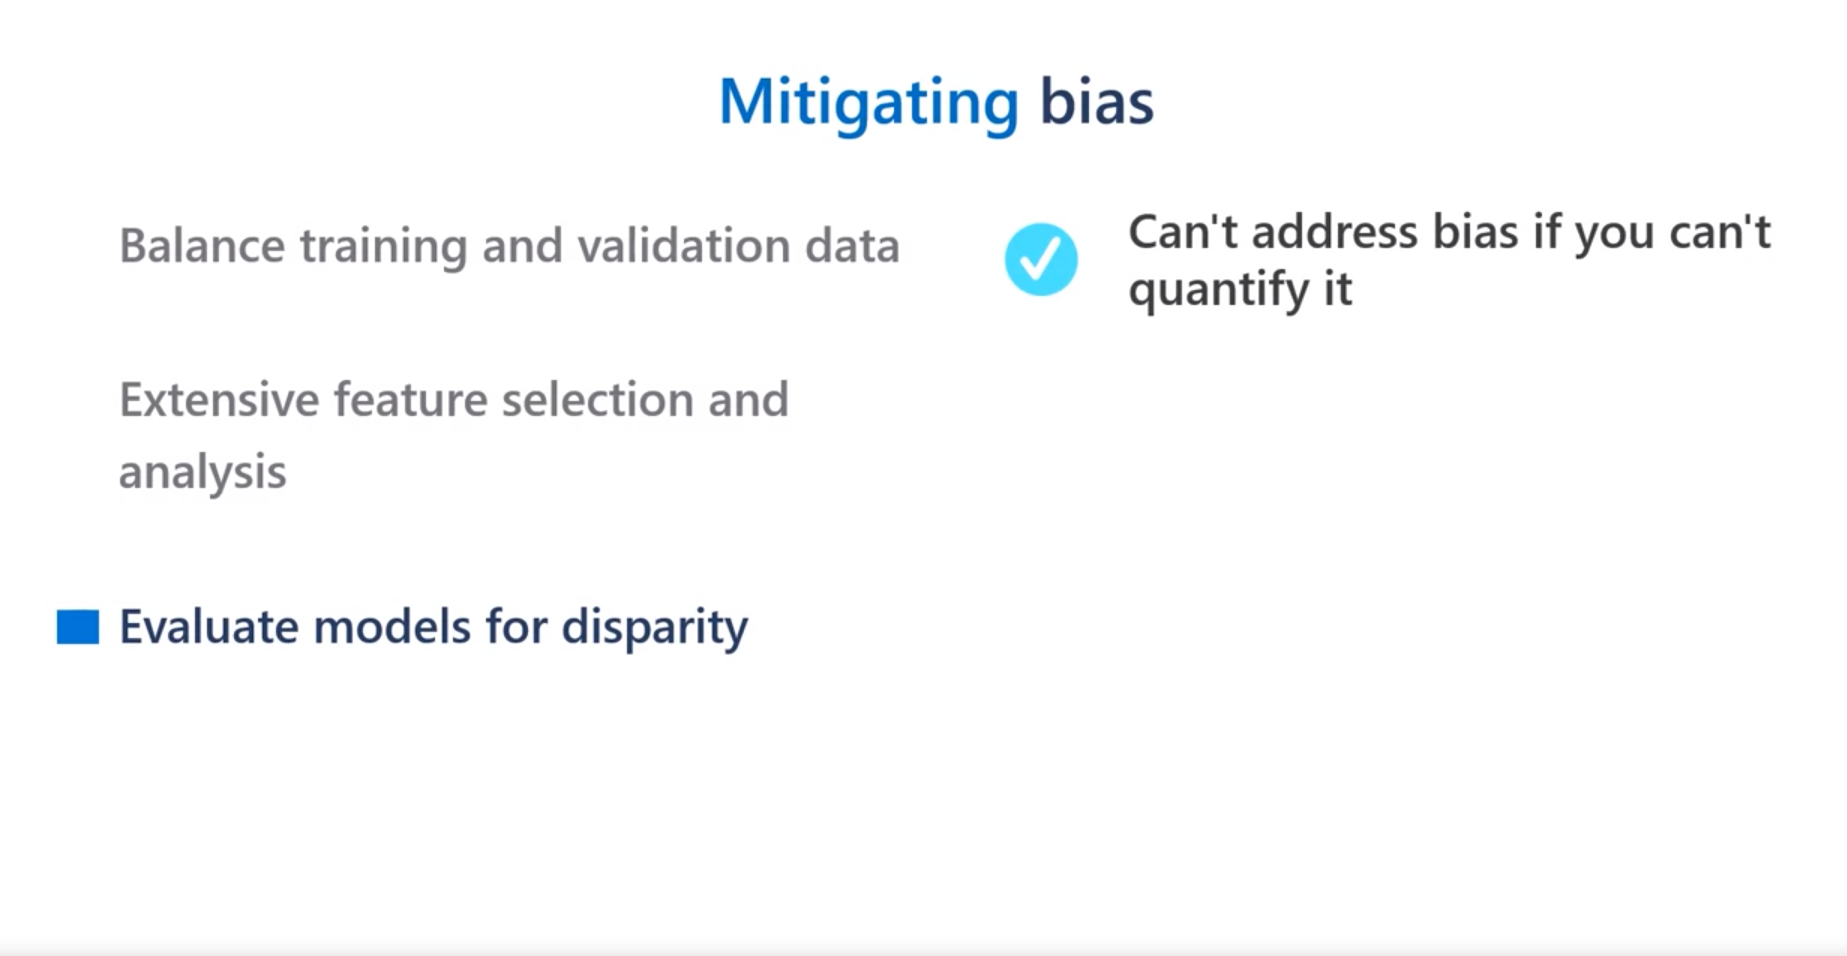 Mitigating bias
Balance training and validation data
Extensive feature selection and
analysis
Evaluate models for disparity
Can't address bias if you can't
quantify it